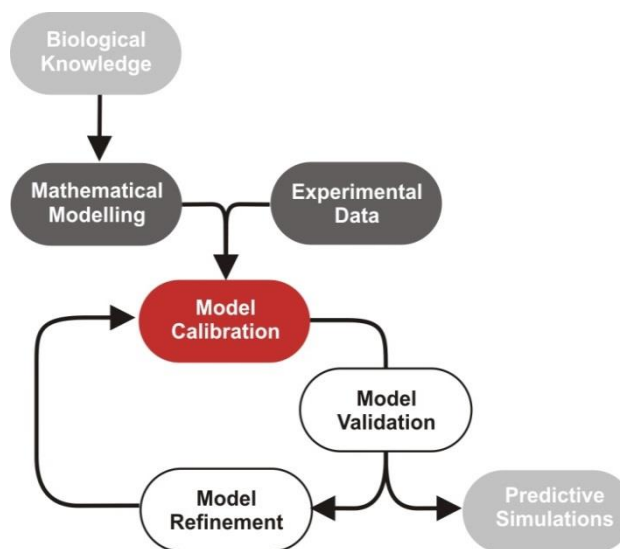 Biological
Knowledge
Mathematical
Modelling
Experimental
Data
Model
Calibration
Model
Validation
Model
Refinement
Predictive
Simulations